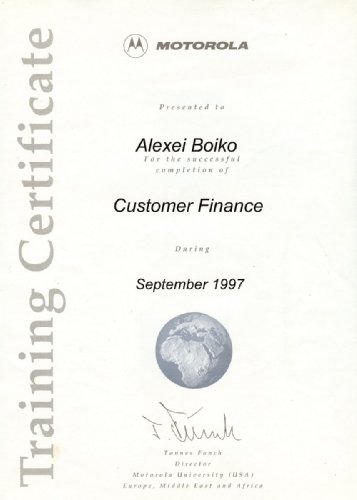 Training Certificate
MOTOROLA
Presented to
Alexei Boiko
For the successful
completion of
Customer Finance
During
September 1997
Tonnes Funch
Director
Motorola University (USA)
Europe, Middle East and Africa